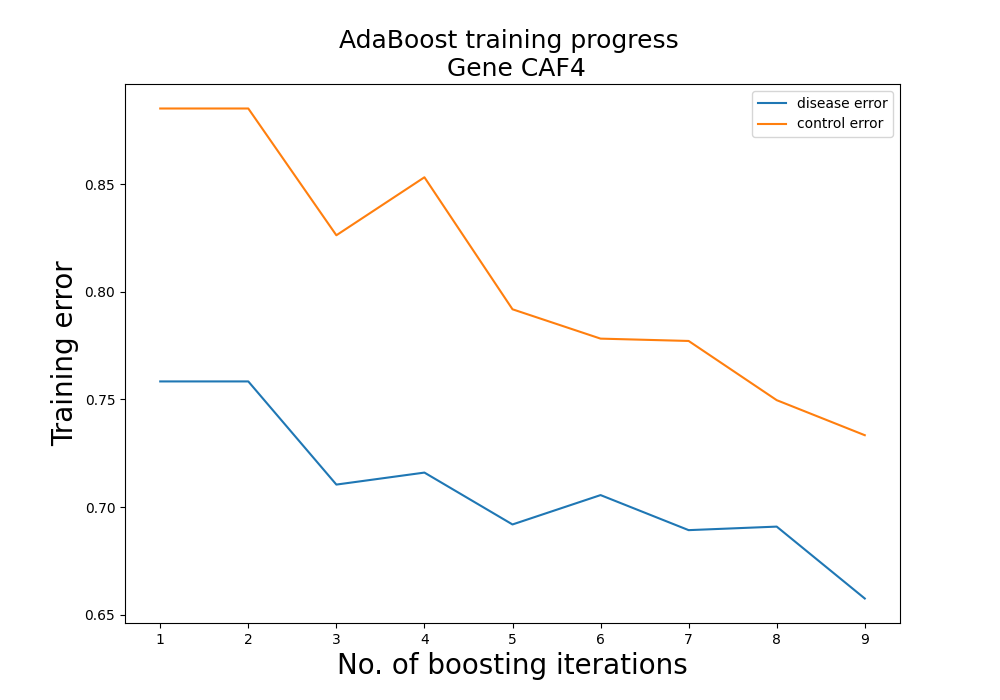 AdaBoost training progress
Gene CAF4
disease error
control error
Training error
0.85
0.80
0.75
0.70
0.65
1 2 3 4 5 6 7 8 9
No. of boosting iterations